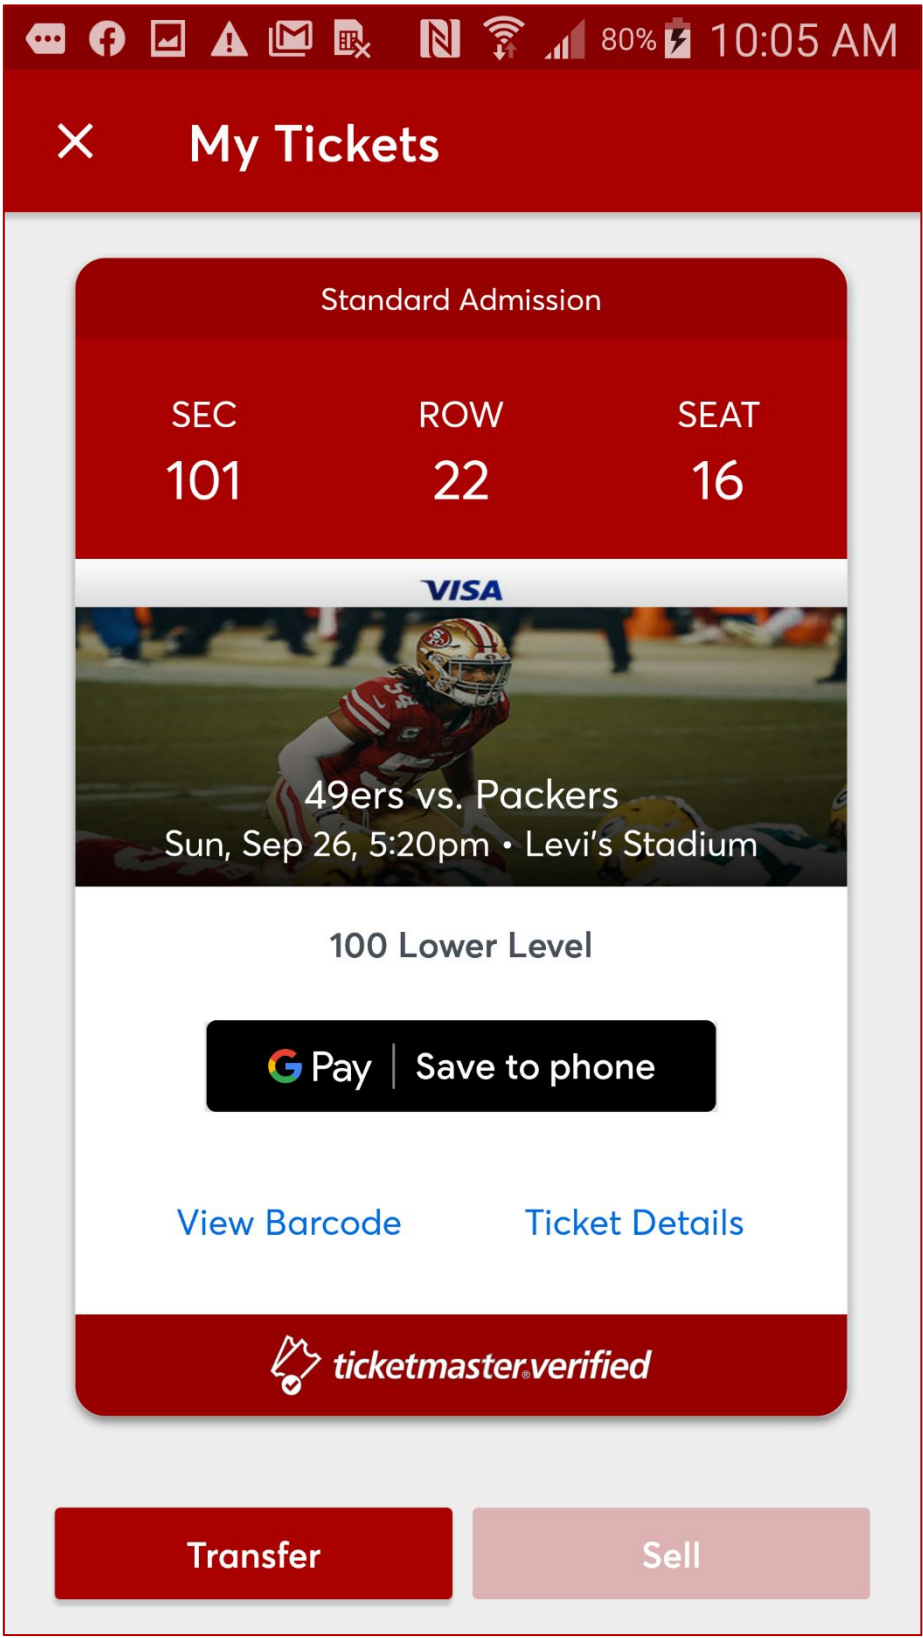 80% 10:05 AM
My Tickets
Standard Admission
SEC ROW SEAT
101 22 16
VISA
54
49ers vs. Packers
Sun, Sep 26, 5:20pm • Levi's Stadium
100 Lower Level
G Pay | Save to phone
View Barcode Ticket Details
ticketmaster® verified
Transfer Sell